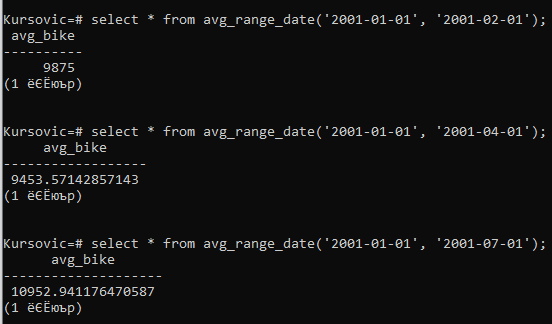 Kursovic=# select * from avg_range_date('2001-01-01', '2001-02-01');
avg_bike
----------
9875
(1 ёЄЁюър)
Kursovic=# select * from avg_range_date('2001-01-01', '2001-04-01');
avg_bike
------------------
9453.57142857143
(1 ёЄЁюър)
Kursovic=# select * from avg_range_date('2001-01-01', '2001-07-01');
avg_bike
--------------------
10952.941176470587
(1 ёЄЁюър)